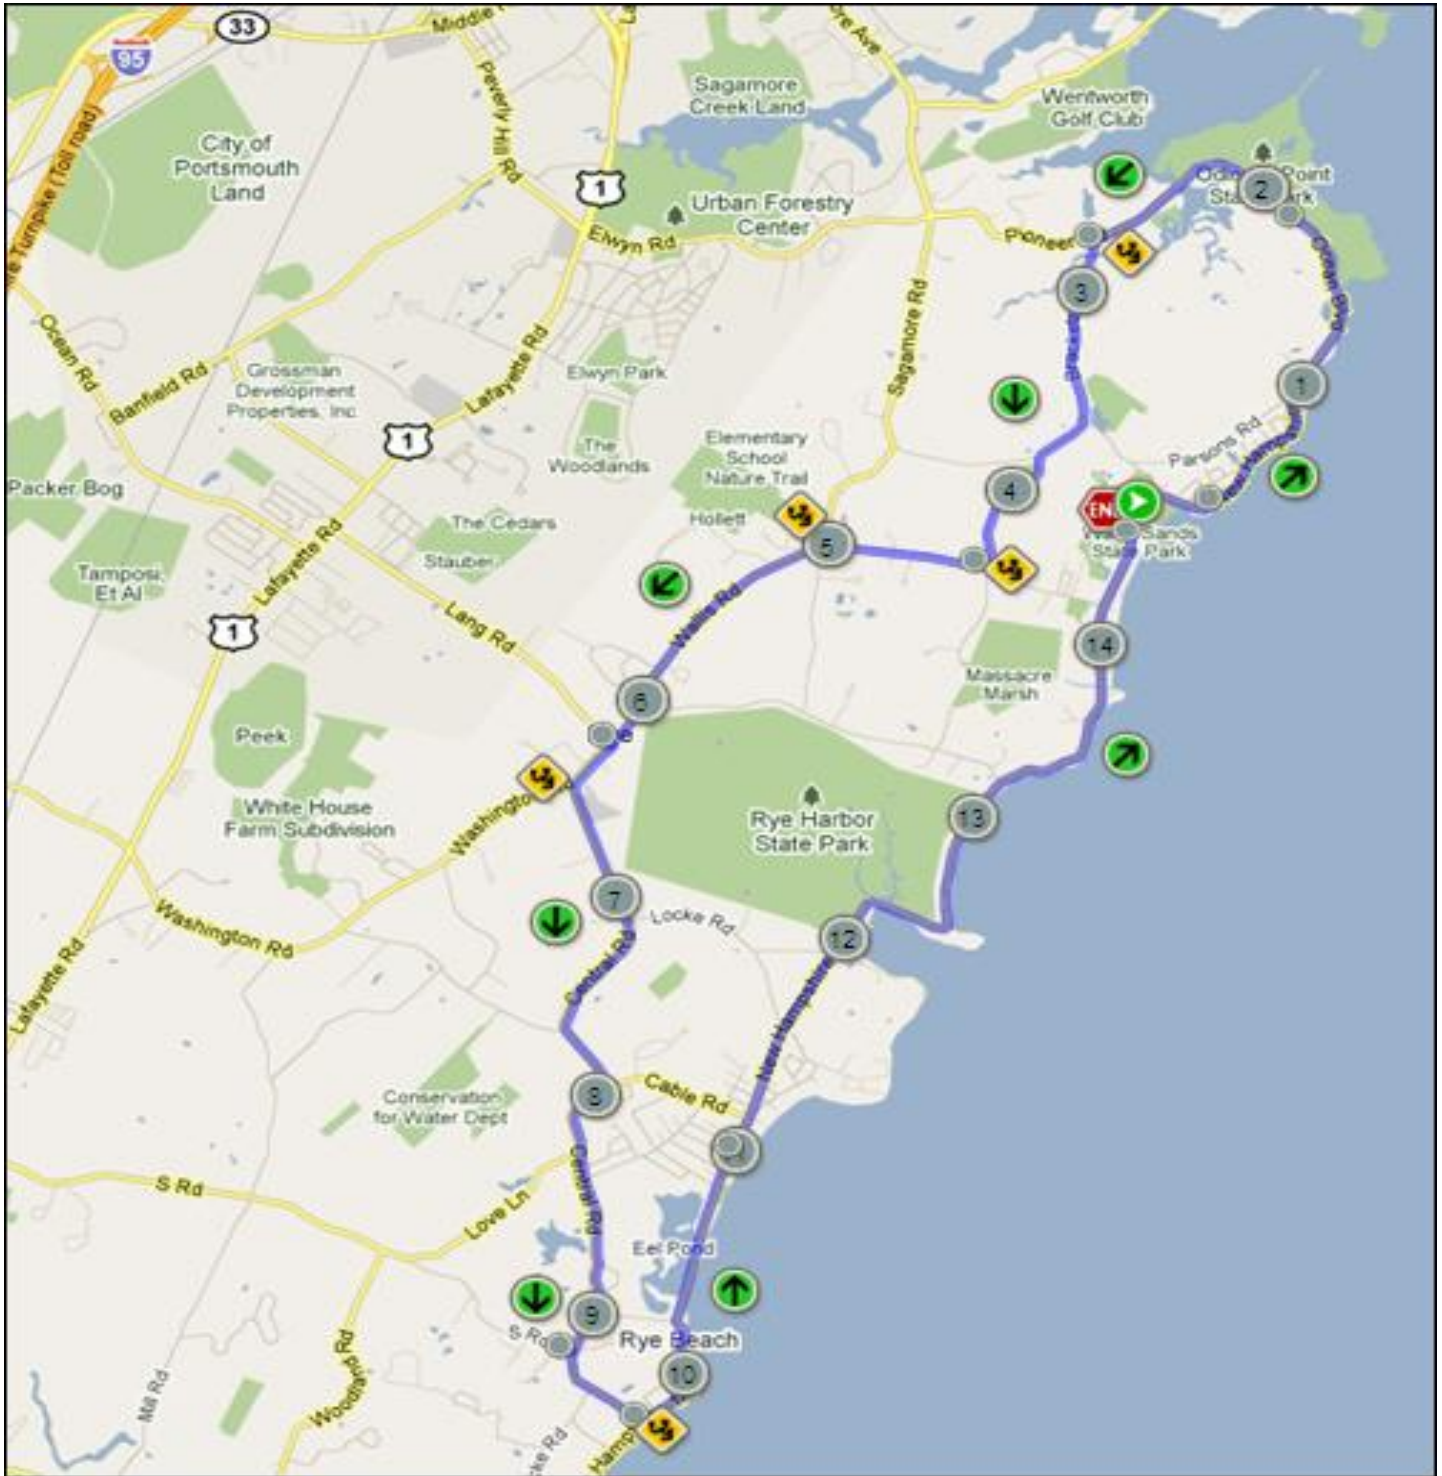 33
Middle
95
Peverly Hill Rd
Sagamore
Creek Land
Wentworth
Golf Club
City of
Portsmouth
Land
1
Urban Forestry
Center
Elwyn Rd
Pioneer
2
3
Ocean
Sagamore Rd
Ocean Rd
Banfield Rd
Grossman
Development
Properties, Inc
Lafayette Rd
Elwyn Park
1
1
The
Woodlands
Elementary
School
Nature Trail
Parsons Rd
Packer Bog
4
The Cedars
Hollett
5
State Park
Stauber
Tamposi,
Et Al
Lafayette Rd
Lang Rd
Wallis Rd
1
14
Massacre
Marsh
6
Peek
White House
Farm Subdivision
Rye Harbor
State Park
13
7
Locke Rd
Washington Rd
12
Lafayette Rd
Central Rd
New Hampshire
8
Cable Rd
Conservation
for Water Dept
S Rd
Love Ln
Central Rd
Eel Pond
9
S Rd
Rye Beach
10
Woodland Rd
Mill Rd